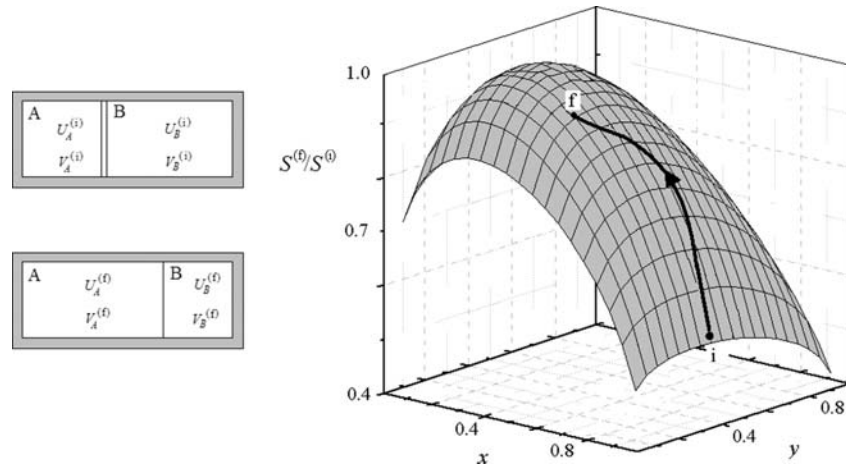 A B
U_A^(i) U_B^(i)
V_A^(i) V_B^(i)
A B
U_A^(f) U_B^(f)
V_A^(f) V_B^(f)
S^(f)/S^(i)
1.0
0.7
0.4
f
i
0.4
0.8
x
0.4
0.8
y